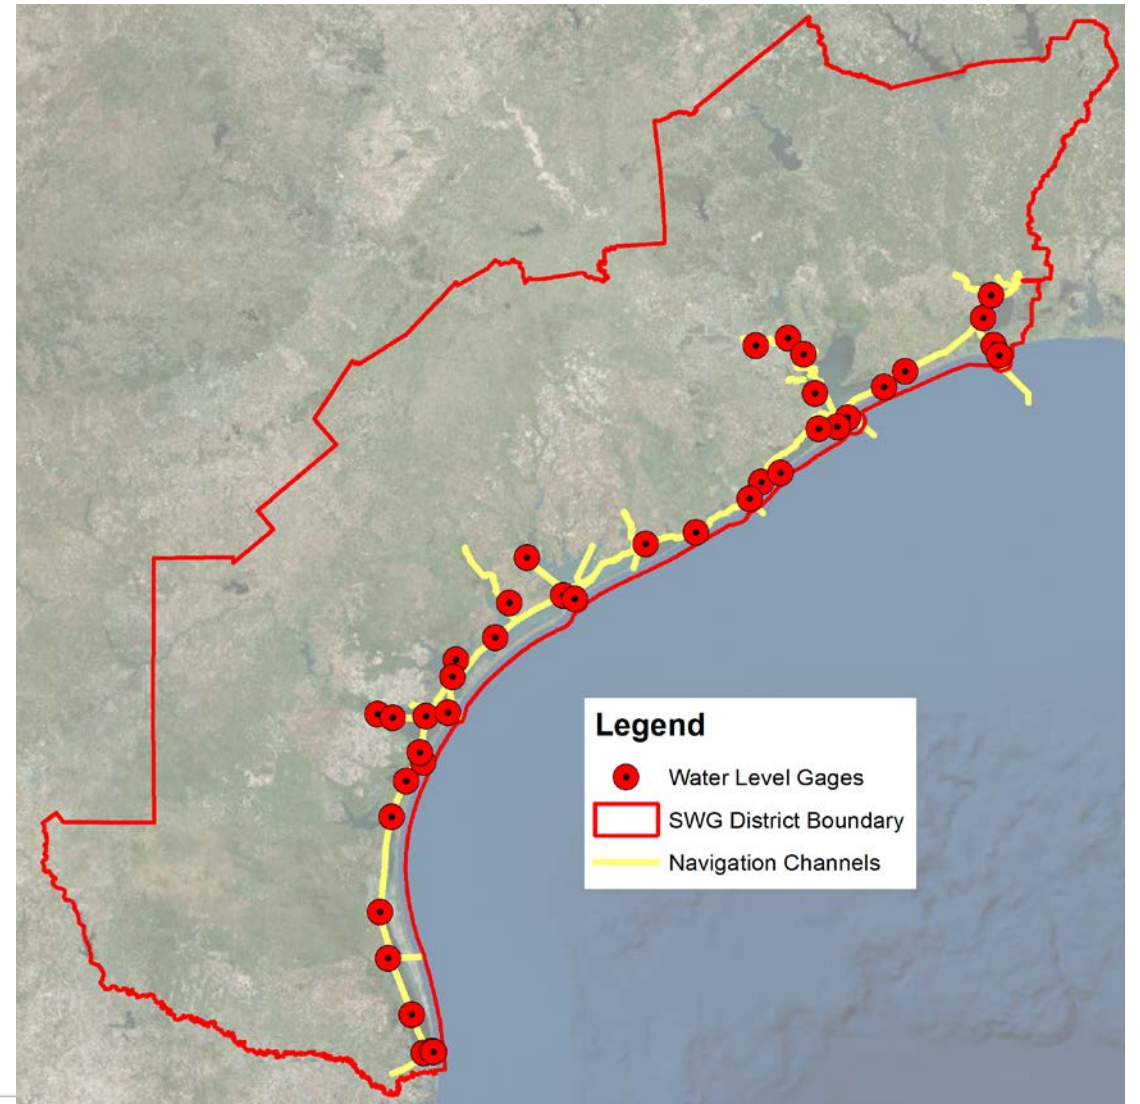 Legend
Water Level Gages
SWG District Boundary
Navigation Channels